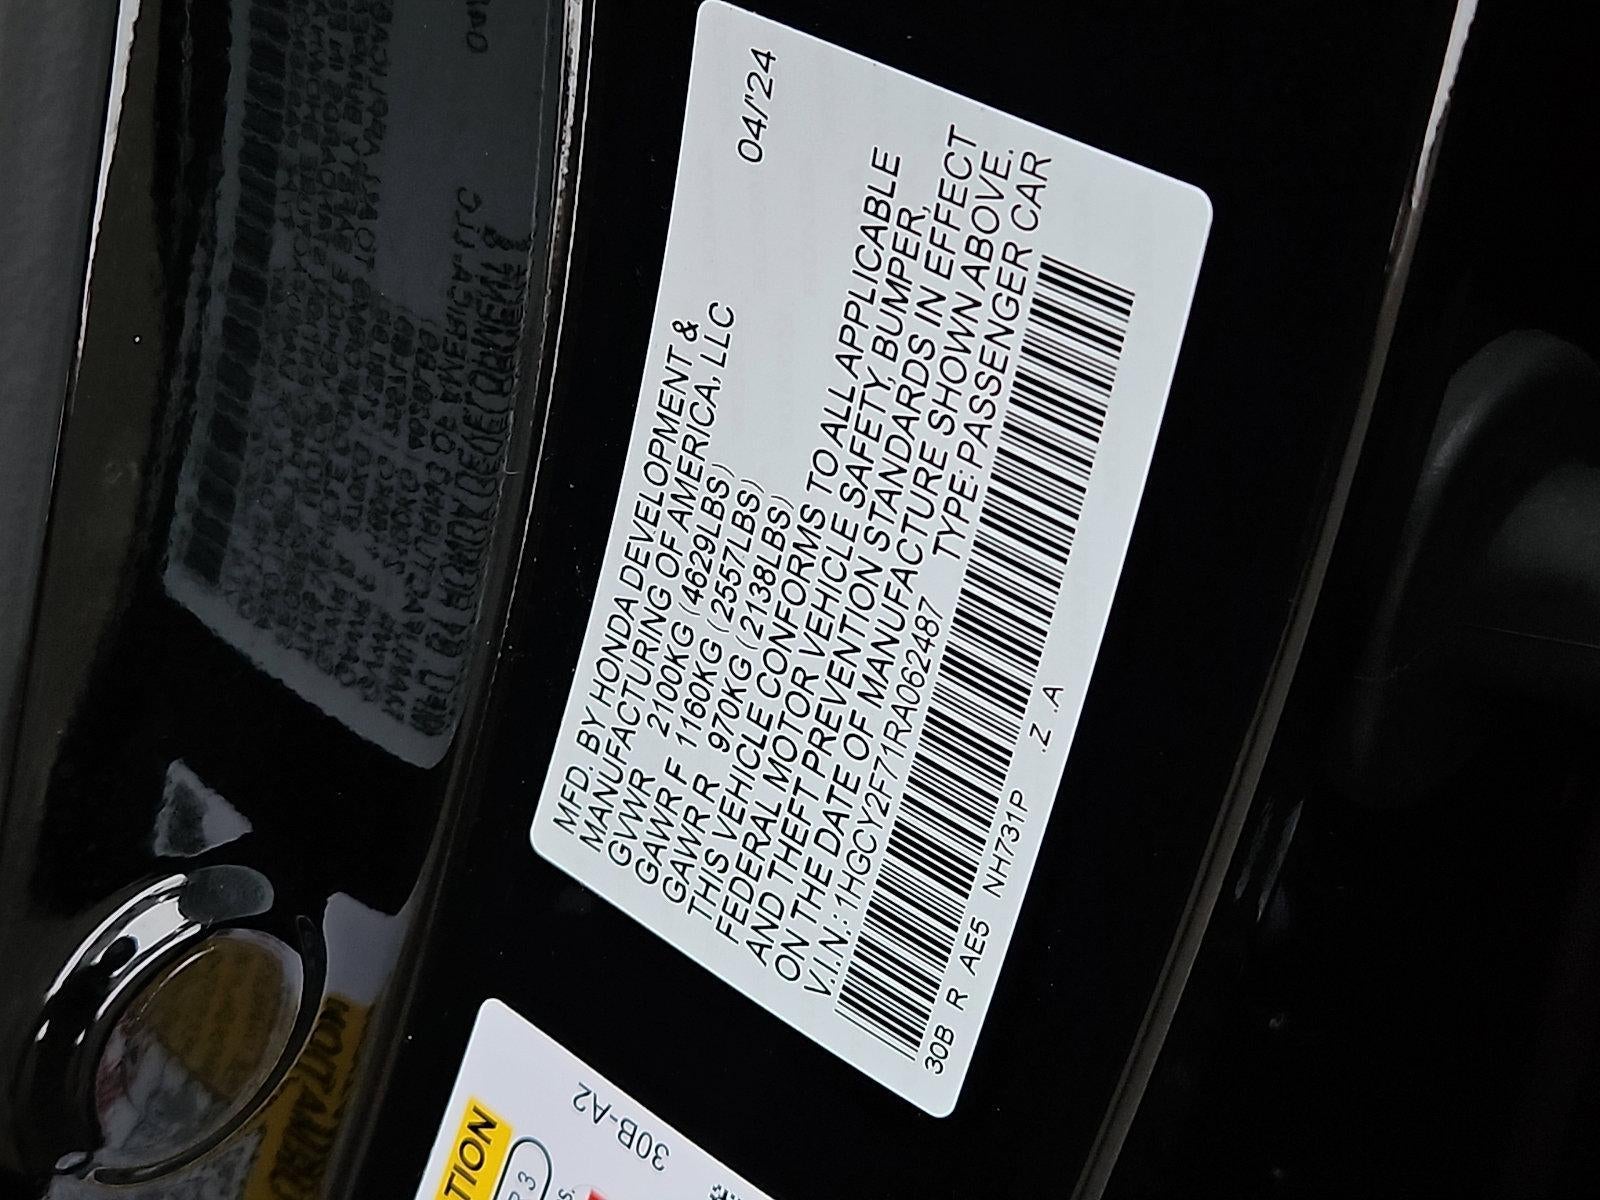 MFD. BY HONDA DEVELOPMENT &
MANUFACTURING OF AMERICA, LLC 04/'24
GVWR 2100KG (4629LBS)
GAWR F 1160KG (2557LBS)
GAWR R 970KG (2138LBS)
THIS VEHICLE CONFORMS TO ALL APPLICABLE
FEDERAL MOTOR VEHICLE SAFETY, BUMPER,
AND THEFT PREVENTION STANDARDS IN EFFECT
ON THE DATE OF MANUFACTURE SHOWN ABOVE.
V.I.N.: 1HGCY2F71RA062487 TYPE: PASSENGER CAR
30B R AE5 NH731P .Z A
30B-A2
TION